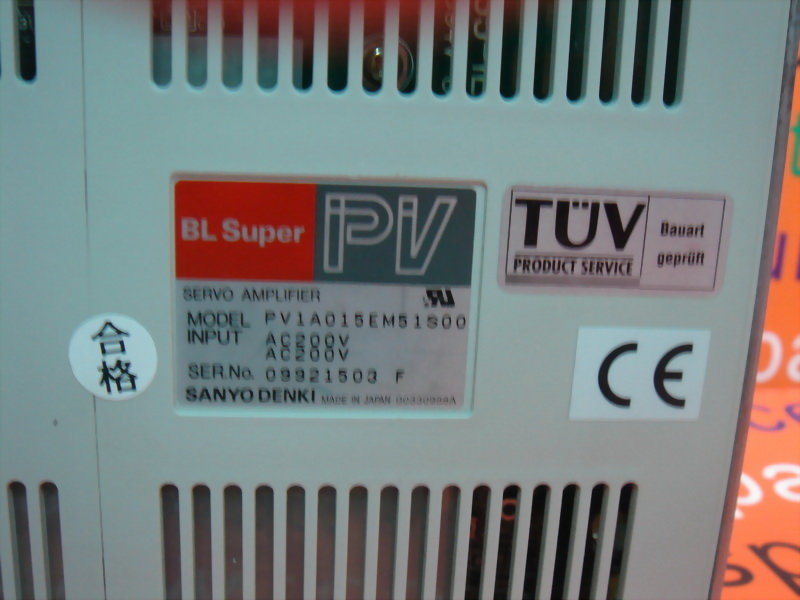 BL Super PV
SERVO AMPLIFIER
MODEL PV1A015EM51S00
INPUT AC200V
AC200V
SER.No. 09921503 F
SANYO DENKI MADE IN JAPAN
合格
TÜV
PRODUCT SERVICE
Bauart
geprüft
CE